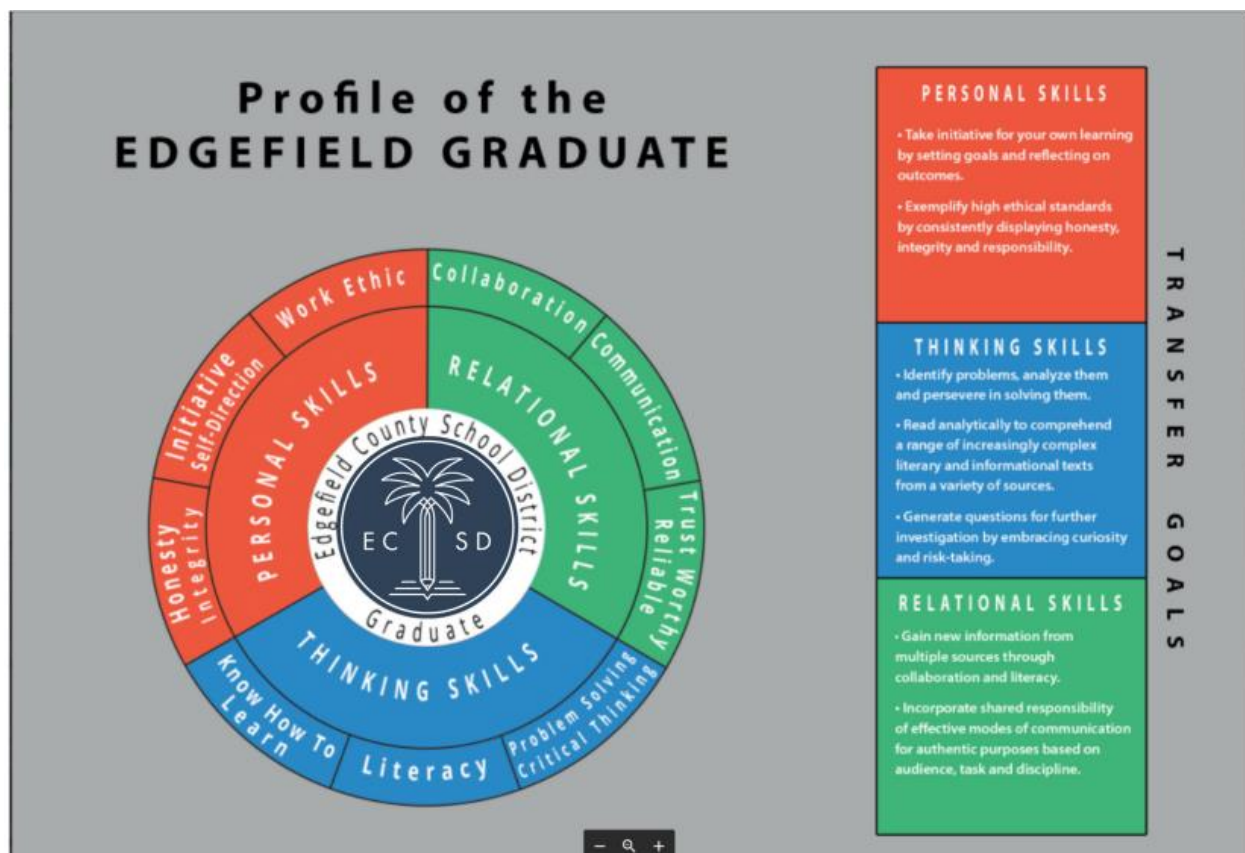 Profile of the
EDGEFIELD GRADUATE
Work Ethic
Initiative
Self-Direction
Honesty
Integrity
PERSONAL SKILLS
Collaboration
Communication
Trust Worthy
Reliable
RELATIONAL SKILLS
Know How To
Learn
Literacy
Problem Solving
Critical Thinking
THINKING SKILLS
Edgefield County School District
Graduate
EC SD
PERSONAL SKILLS
• Take initiative for your own learning
by setting goals and reflecting on
outcomes.
• Exemplify high ethical standards
by consistently displaying honesty,
integrity and responsibility.
THINKING SKILLS
• Identify problems, analyze them
and persevere in solving them.
• Read analytically to comprehend
a range of increasingly complex
literary and informational texts
from a variety of sources.
• Generate questions for further
investigation by embracing curiosity
and risk-taking.
RELATIONAL SKILLS
• Gain new information from
multiple sources through
collaboration and literacy.
• Incorporate shared responsibility
of effective modes of communication
for authentic purposes based on
audience, task and discipline.
TRANSFER GOALS